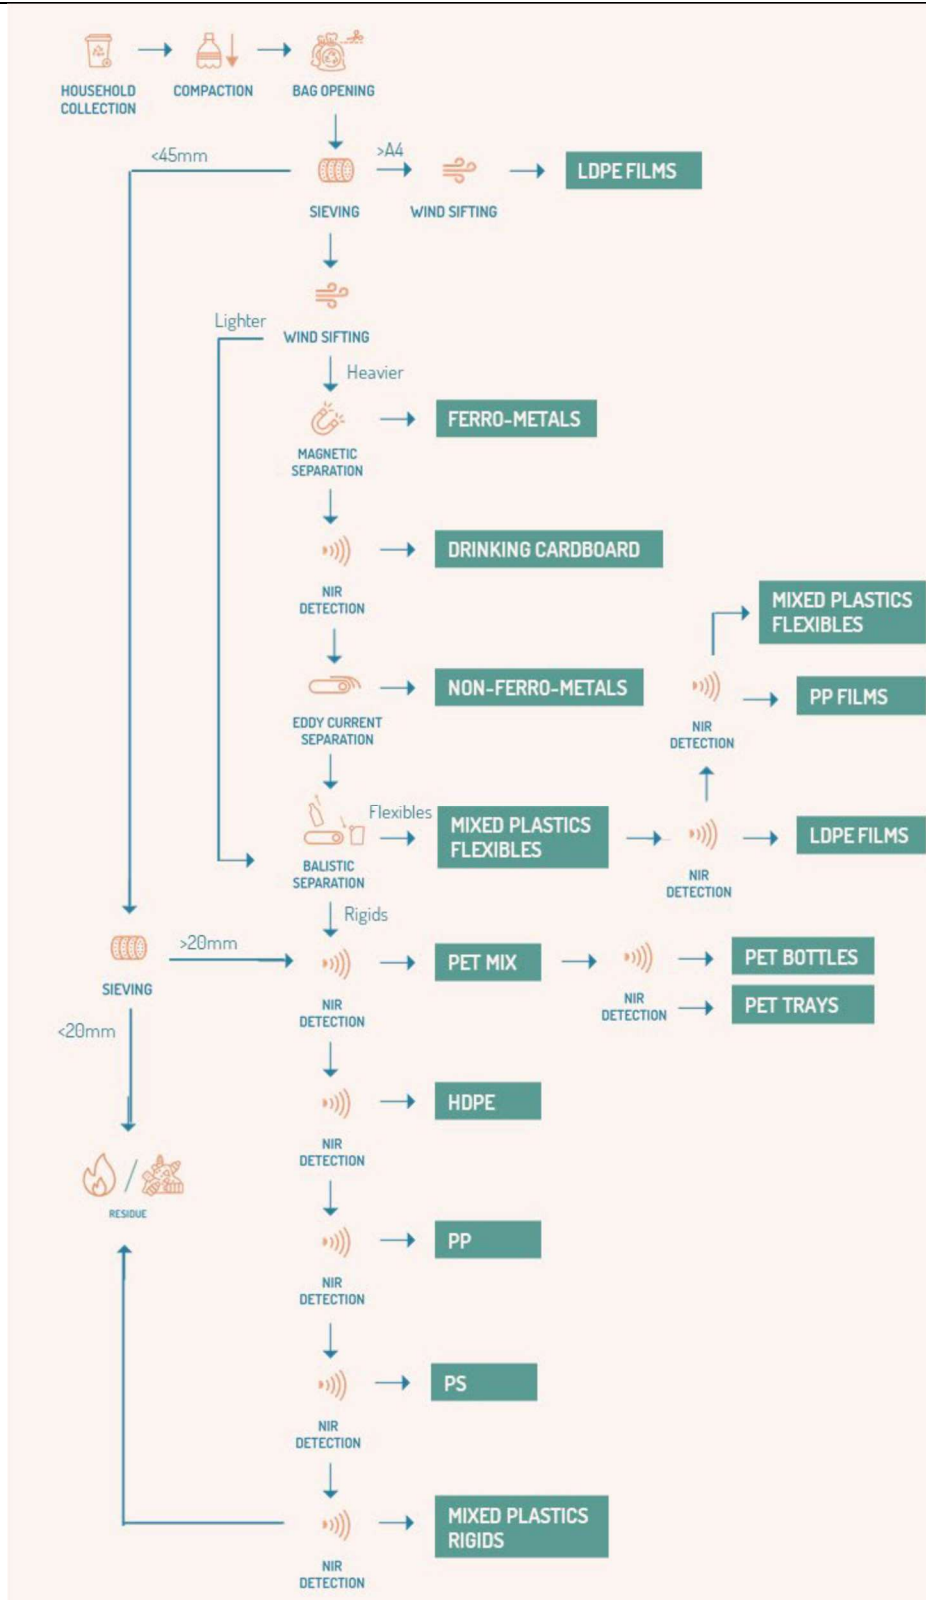 HOUSEHOLD
COLLECTION
COMPACTION
BAG OPENING
<45mm
>A4
LDPE FILMS
SIEVING
WIND SIFTING
Lighter
WIND SIFTING
Heavier
FERRO-METALS
MAGNETIC
SEPARATION
DRINKING CARDBOARD
NIR
DETECTION
MIXED PLASTICS
FLEXIBLES
NON-FERRO-METALS
PP FILMS
EDDY CURRENT
SEPARATION
NIR
DETECTION
Flexibles
MIXED PLASTICS
FLEXIBLES
LDPE FILMS
BALISTIC
SEPARATION
NIR
DETECTION
Rigids
>20mm
PET MIX
PET BOTTLES
SIEVING
NIR
DETECTION
NIR
DETECTION
PET TRAYS
<20mm
HDPE
NIR
DETECTION
RESIDUE
PP
NIR
DETECTION
PS
NIR
DETECTION
MIXED PLASTICS
RIGIDS
NIR
DETECTION